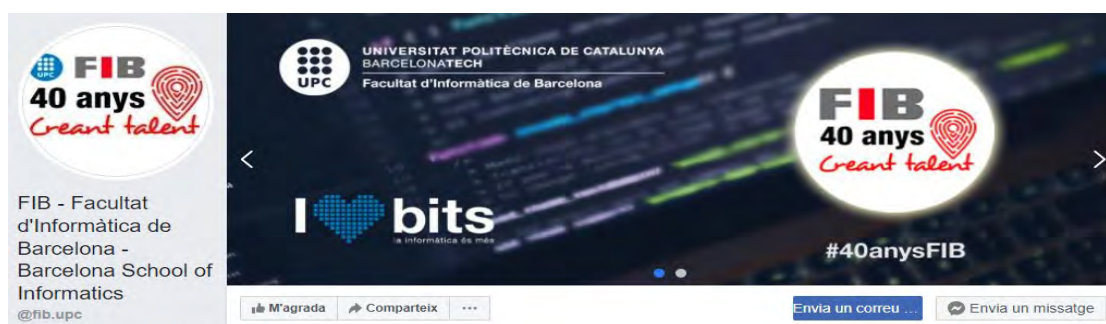 UPC
FIB
40 anys
Creant talent
FIB - Facultat
d'Informàtica de
Barcelona -
Barcelona School of
Informatics
@fib.upc
UPC
UNIVERSITAT POLITÈCNICA DE CATALUNYA
BARCELONATECH
Facultat d'Informàtica de Barcelona
I bits
la informàtica és més
FIB
40 anys
Creant talent
#40anysFIB
M'agrada
Comparteix
Envia un correu ...
Envia un missatge